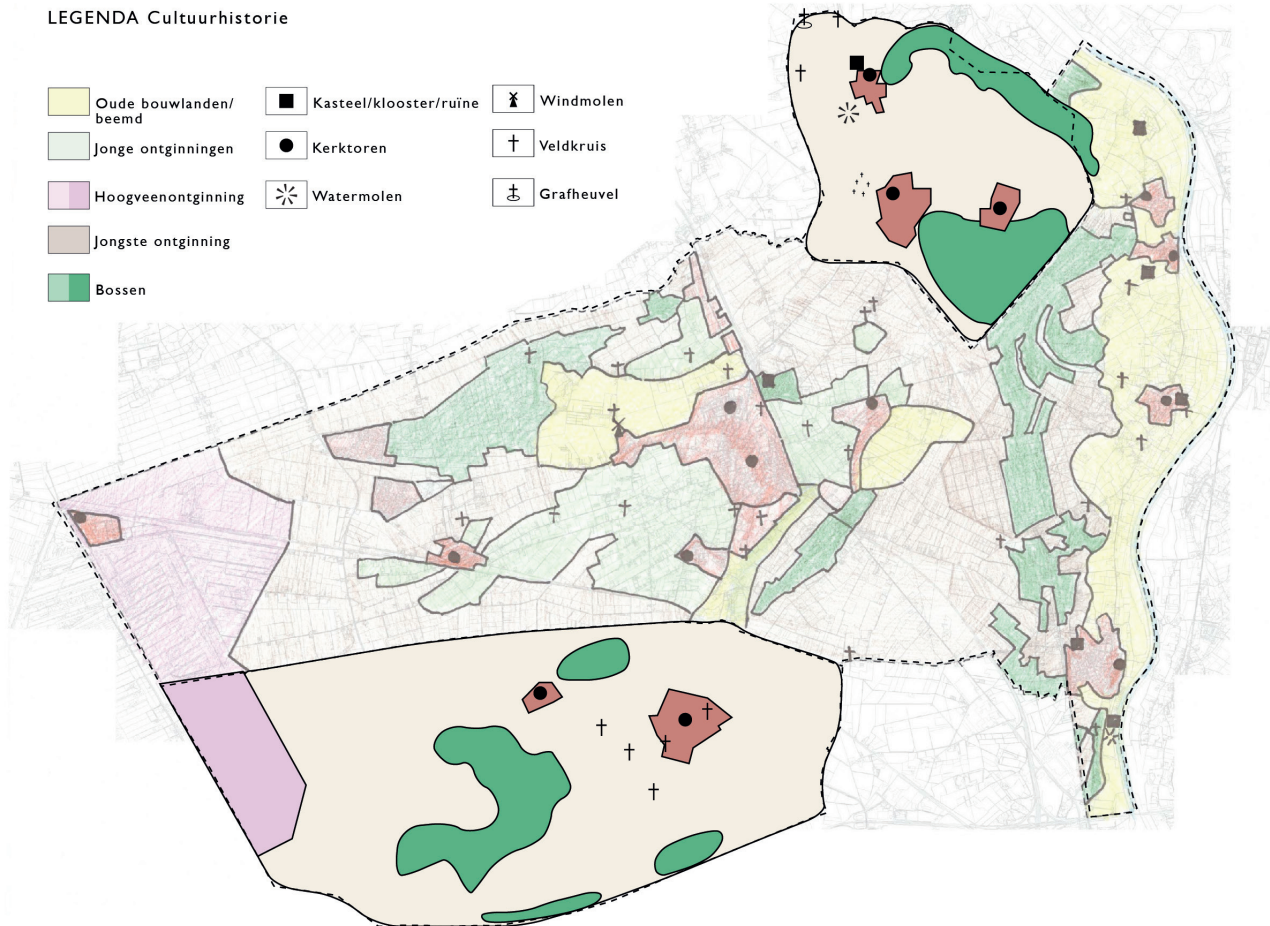 LEGENDA Cultuurhistorie
Oude bouwlanden/
beemd
Jonge ontginningen
Hoogveenontginning
Jongste ontginning
Bossen
Kasteel/klooster/ruïne
Kerktoren
Watermolen
Windmolen
Veldkruis
Grafheuvel